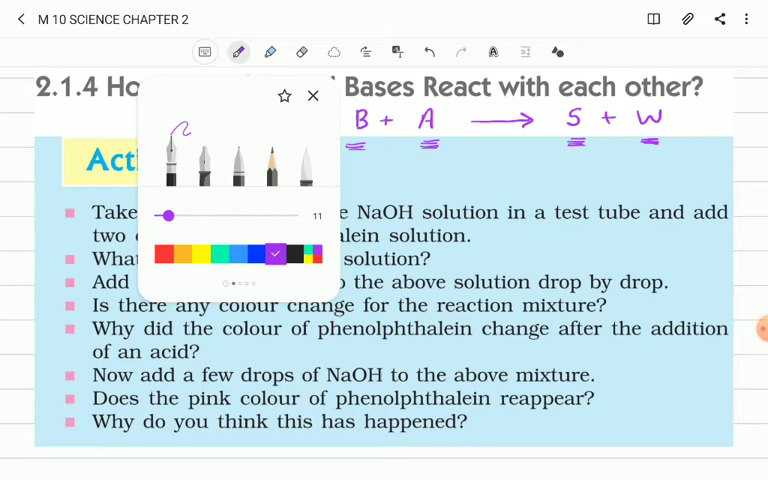 M 10 SCIENCE CHAPTER 2
2.1.4 Ho Bases React with each other?
B + A ⟶ S + W
Acti
Take NaOH solution in a test tube and add
two solution.
11
What solution?
Add the above solution drop by drop.
Is there any colour change for the reaction mixture?
Why did the colour of phenolphthalein change after the addition
of an acid?
Now add a few drops of NaOH to the above mixture.
Does the pink colour of phenolphthalein reappear?
Why do you think this has happened?